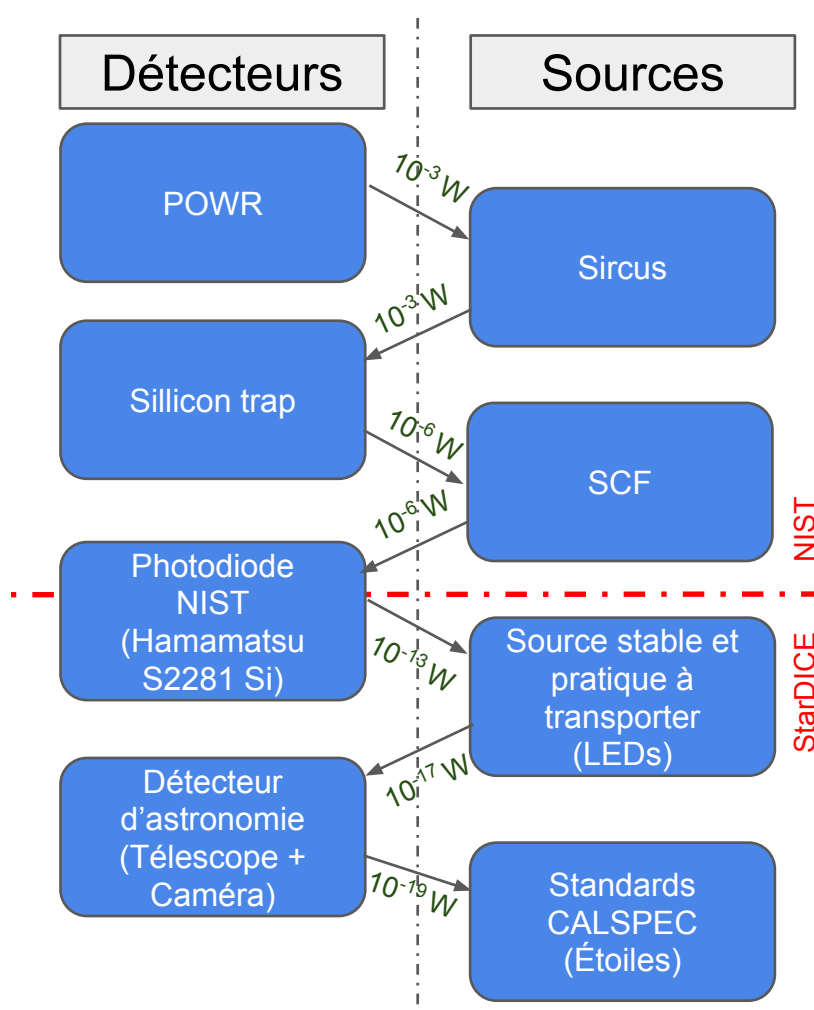 Détecteurs
Sources
POWR
10-3 W
Sircus
10-3 W
Sillicon trap
10-6 W
SCF
10-6 W
NIST
Photodiode
NIST
(Hamamatsu
S2281 Si)
10-13 W
Source stable et
pratique à
transporter
(LEDs)
StarDICE
10-17 W
Détecteur
d’astronomie
(Télescope +
Caméra)
10-19 W
Standards
CALSPEC
(Étoiles)